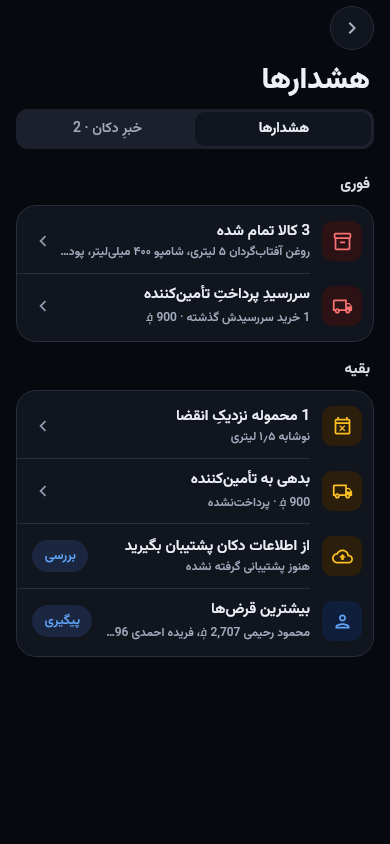 هشدارها
هشدارها
خبرِ دکان · 2
فوری
3 کالا تمام شده
روغن آفتاب‌گردان ۵ لیتری، شامپو ۴۰۰ میلی‌لیتر، پود…
سررسیدِ پرداختِ تأمین‌کننده
1 خرید سررسیدش گذشته · 900 ؋
بقیه
1 محموله نزدیکِ انقضا
نوشابه ۱٫۵ لیتری
بدهی به تأمین‌کننده
900 ؋ · پرداخت‌نشده
از اطلاعات دکان پشتیبان بگیرید
هنوز پشتیبانی گرفته نشده
بررسی
بیشترین قرض‌ها
محمود رحیمی 2,707 ؋، فریده احمدی 96…
پیگیری